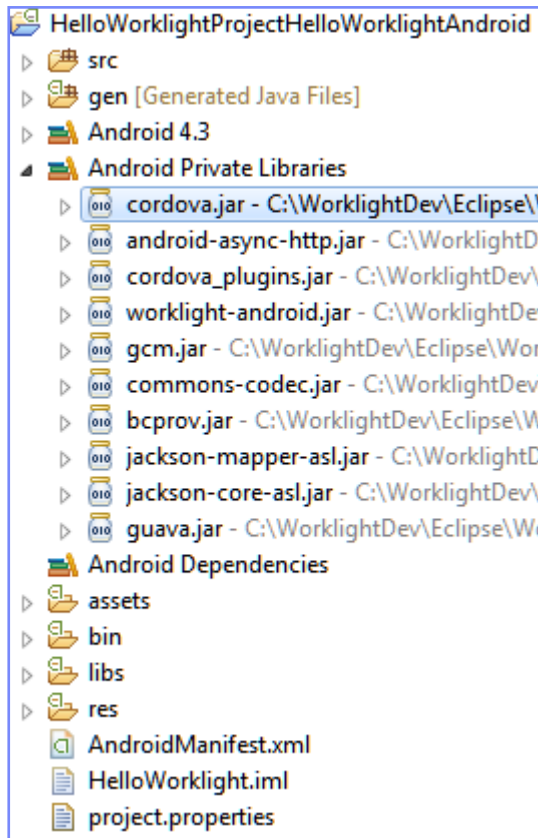 HelloWorklightProjectHelloWorklightAndroid
src
gen [Generated Java Files]
Android 4.3
Android Private Libraries
cordova.jar - C:\WorklightDev\Eclipse\
android-async-http.jar - C:\WorklightD
cordova_plugins.jar - C:\WorklightDev\
worklight-android.jar - C:\WorklightDev
gcm.jar - C:\WorklightDev\Eclipse\Wor
commons-codec.jar - C:\WorklightDev
bcprov.jar - C:\WorklightDev\Eclipse\W
jackson-mapper-asl.jar - C:\WorklightD
jackson-core-asl.jar - C:\WorklightDev\
guava.jar - C:\WorklightDev\Eclipse\Wo
Android Dependencies
assets
bin
libs
res
AndroidManifest.xml
HelloWorklight.iml
project.properties